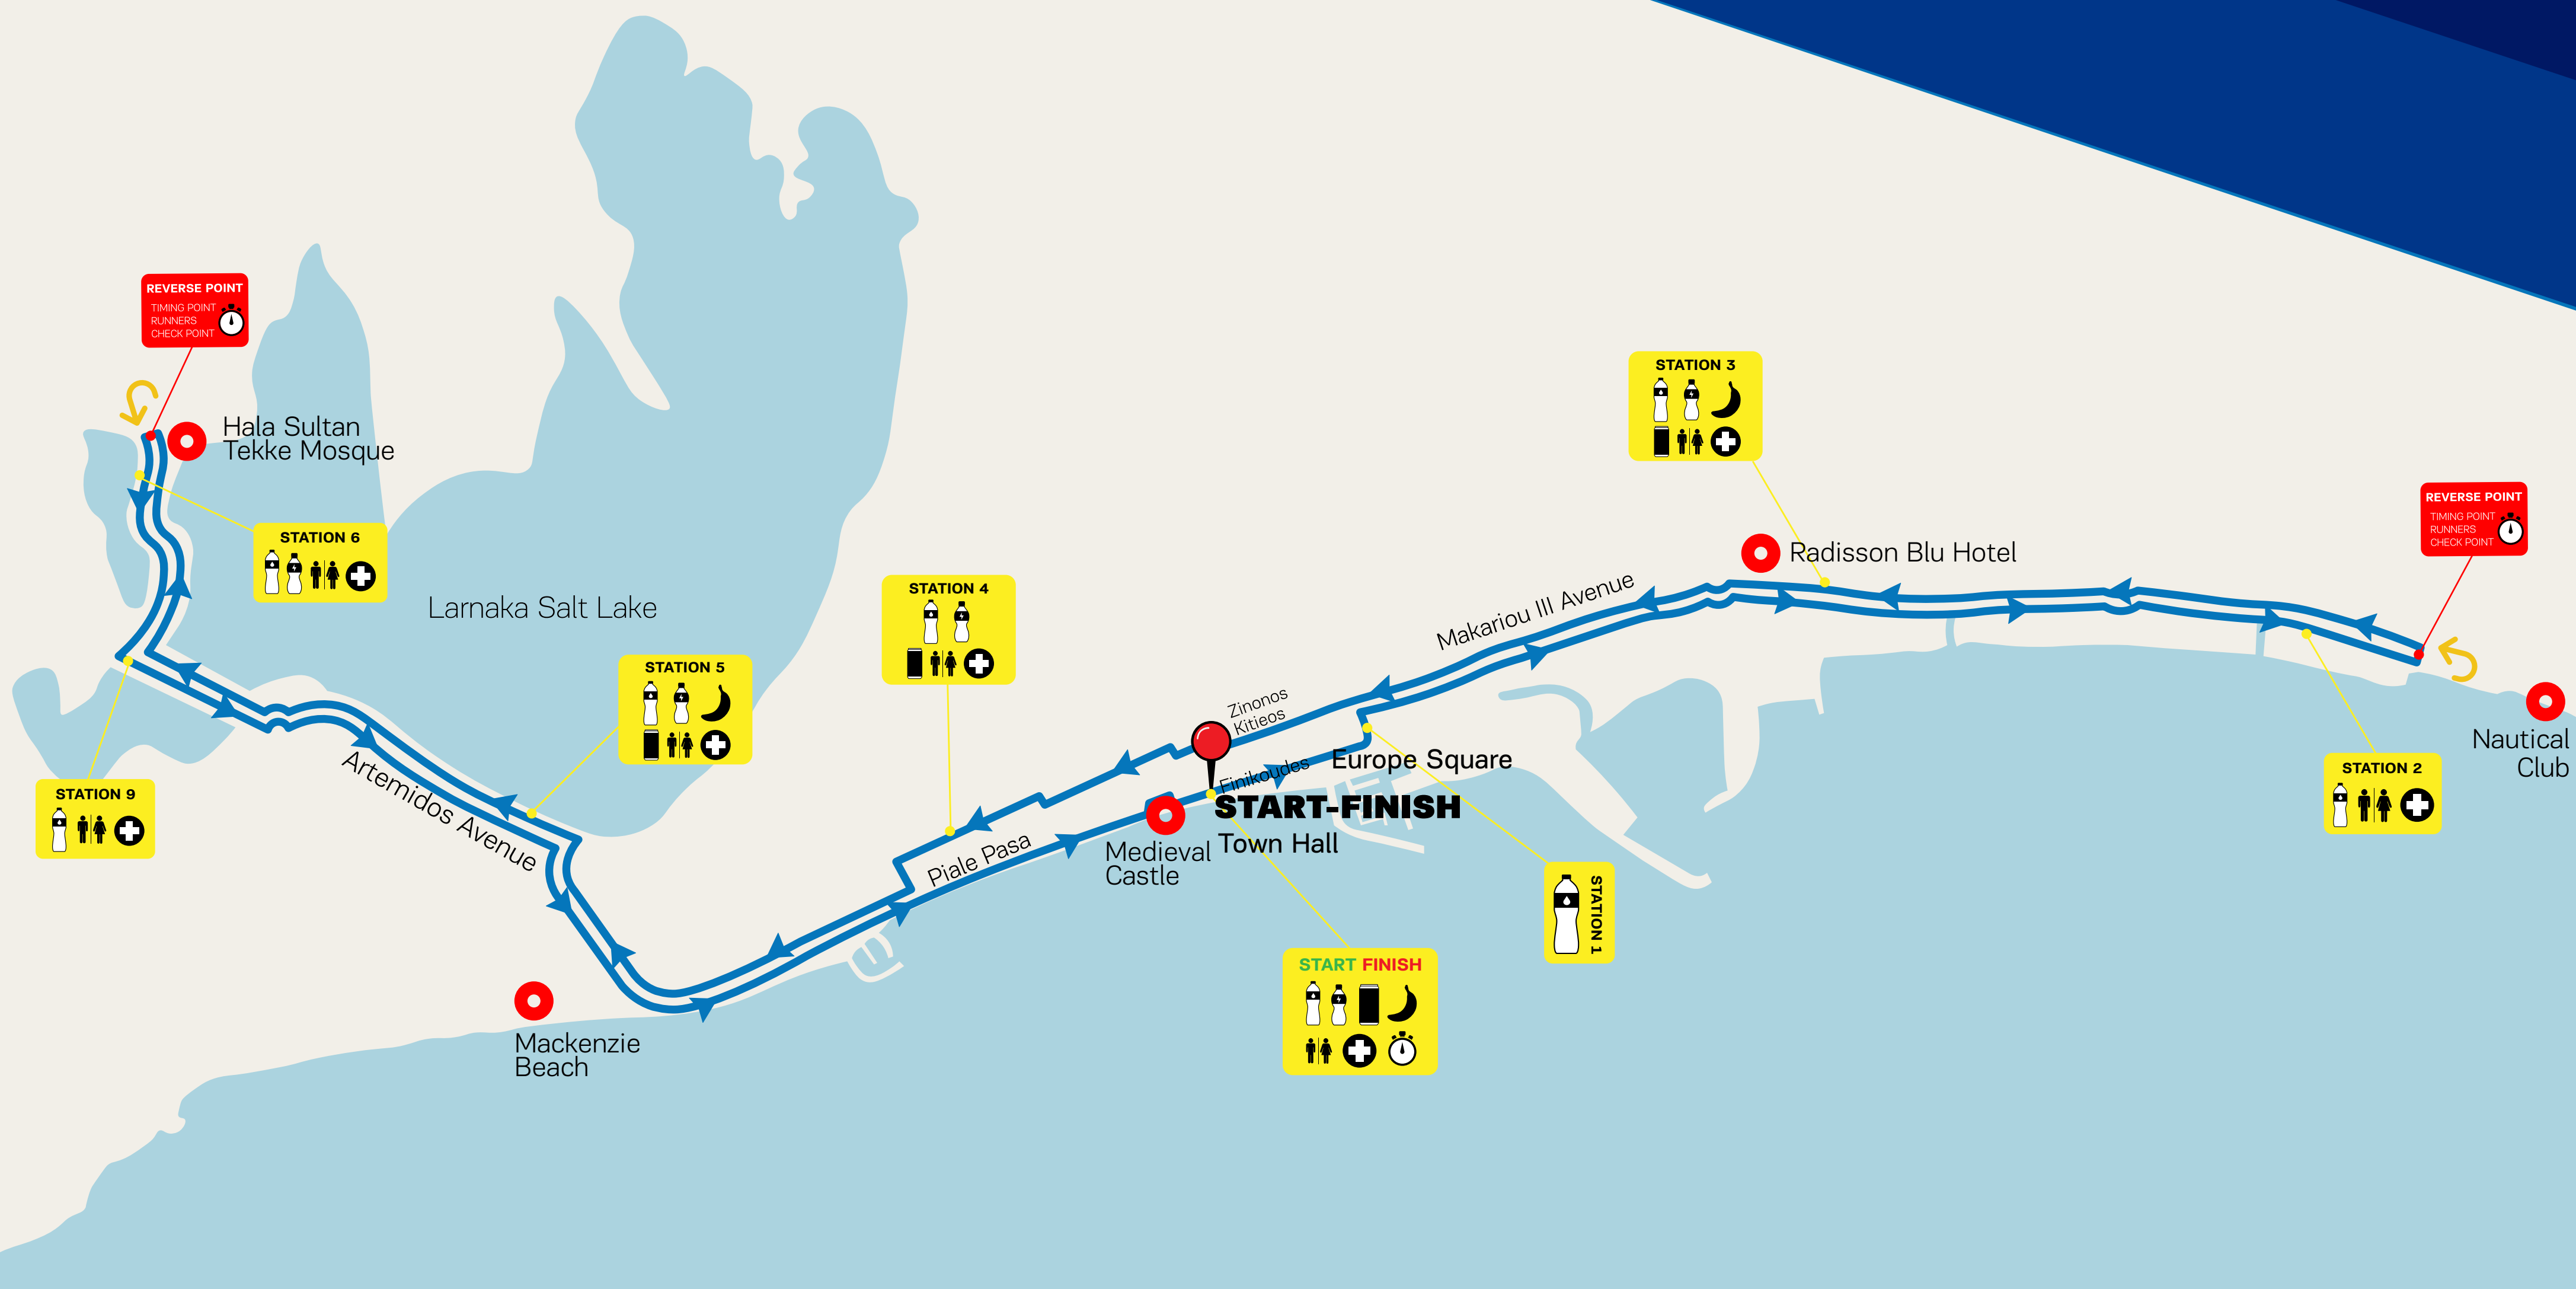 REVERSE POINT
TIMING POINT
RUNNERS
CHECK POINT
Hala Sultan
Tekke Mosque
STATION 6
Larnaka Salt Lake
STATION 9
Artemidos Avenue
STATION 5
Mackenzie
Beach
STATION 4
Piale Pasa
Medieval
Castle
Zinonos
Kitieos
Finikoudes
START-FINISH
Town Hall
Europe Square
START FINISH
STATION 1
Makariou III Avenue
STATION 3
Radisson Blu Hotel
REVERSE POINT
TIMING POINT
RUNNERS
CHECK POINT
Nautical
Club
STATION 2